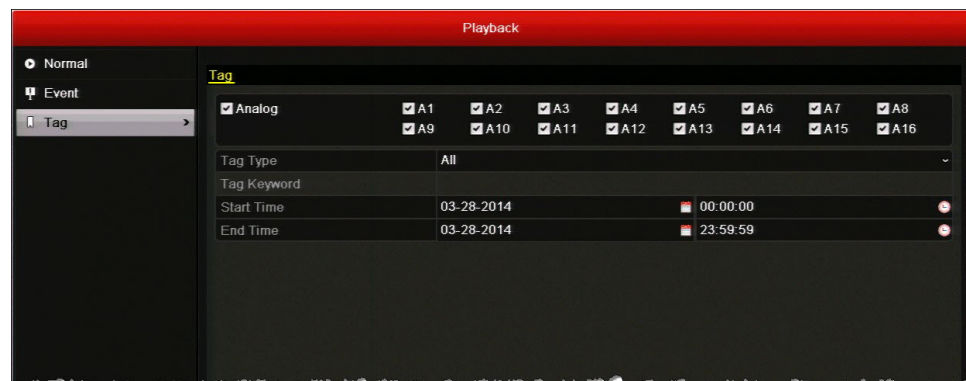 Playback
Normal
Event
Tag
Tag
Analog A1 A2 A3 A4 A5 A6 A7 A8
A9 A10 A11 A12 A13 A14 A15 A16
Tag Type All
Tag Keyword
Start Time 03-28-2014 00:00:00
End Time 03-28-2014 23:59:59